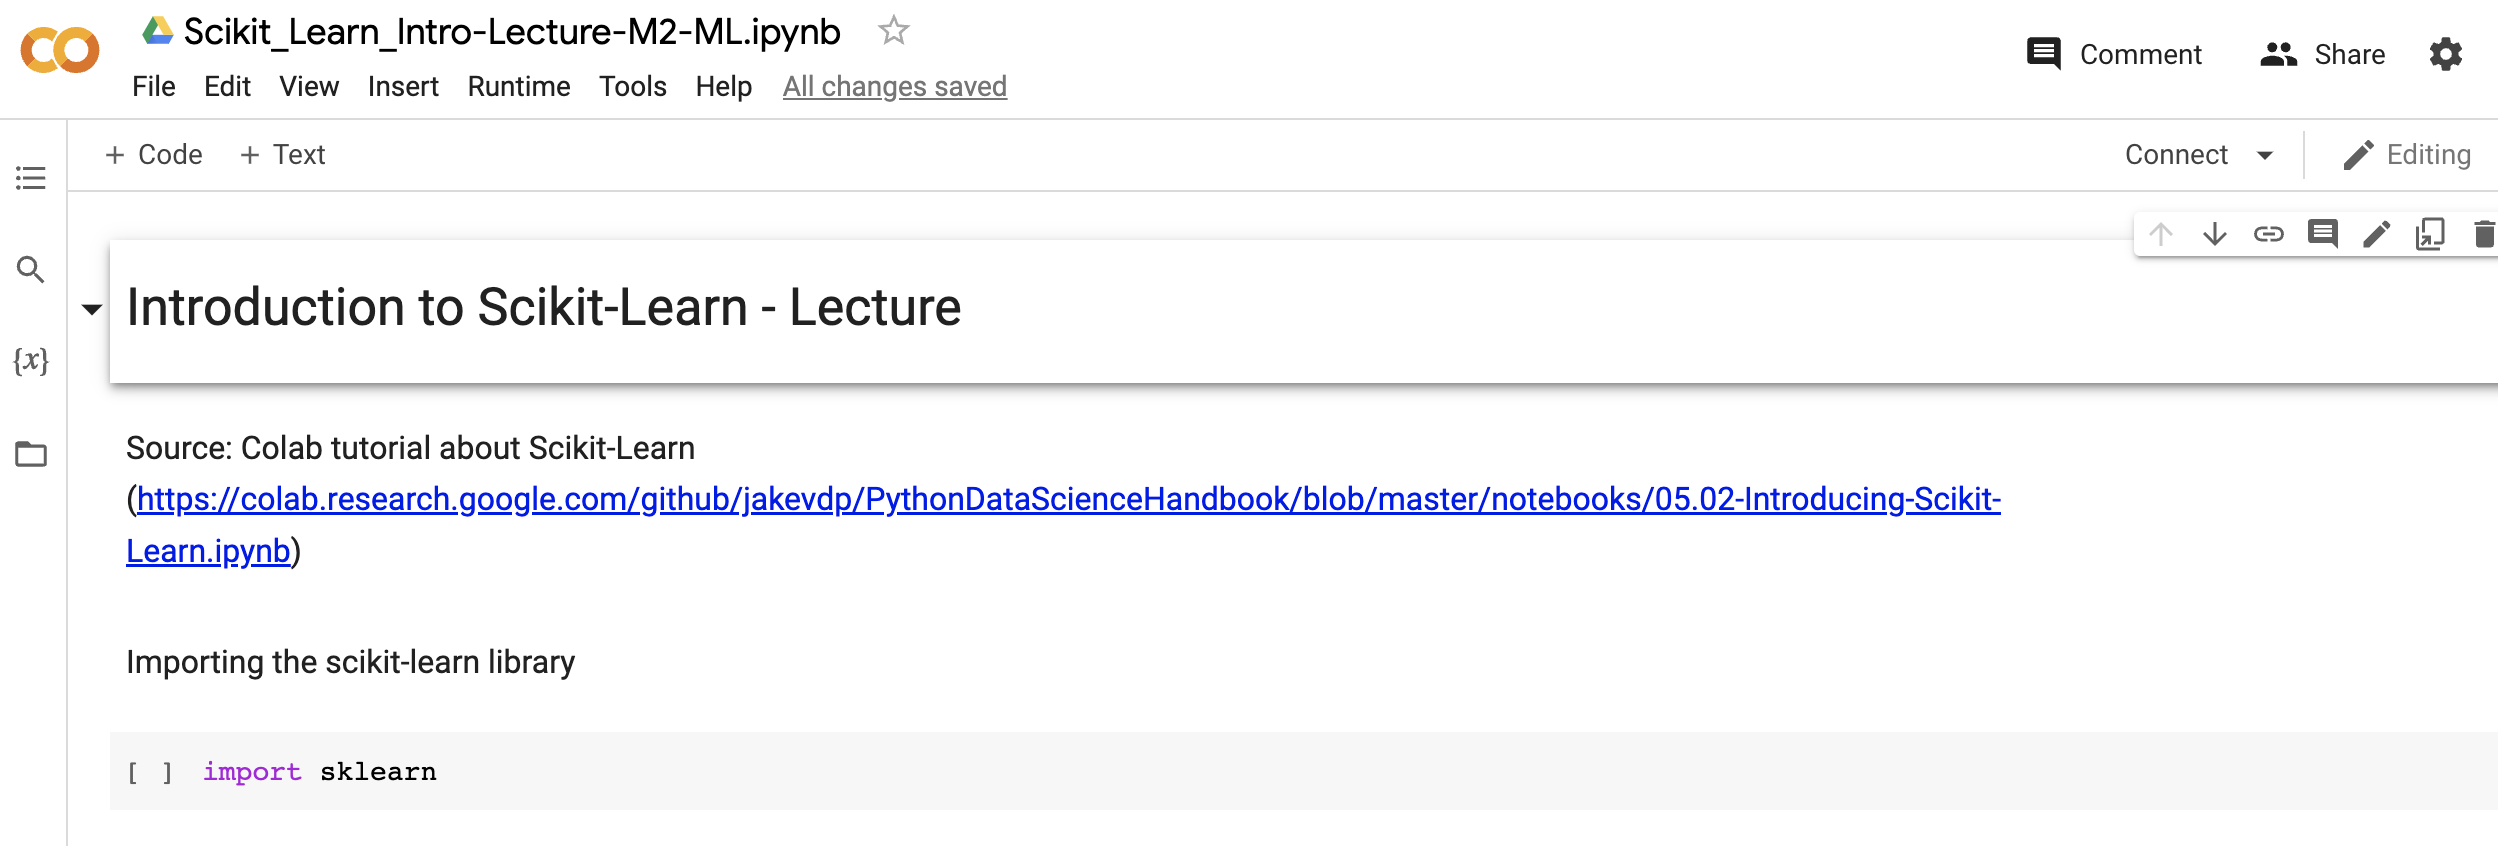 Scikit_Learn_Intro-Lecture-M2-ML.ipynb
File Edit View Insert Runtime Tools Help All changes saved
Comment Share
+ Code + Text
Connect Editing
{x}
Introduction to Scikit-Learn - Lecture
Source: Colab tutorial about Scikit-Learn
(https://colab.research.google.com/github/jakevdp/PythonDataScienceHandbook/blob/master/notebooks/05.02-Introducing-Scikit-
Learn.ipynb)
Importing the scikit-learn library
[ ] import sklearn